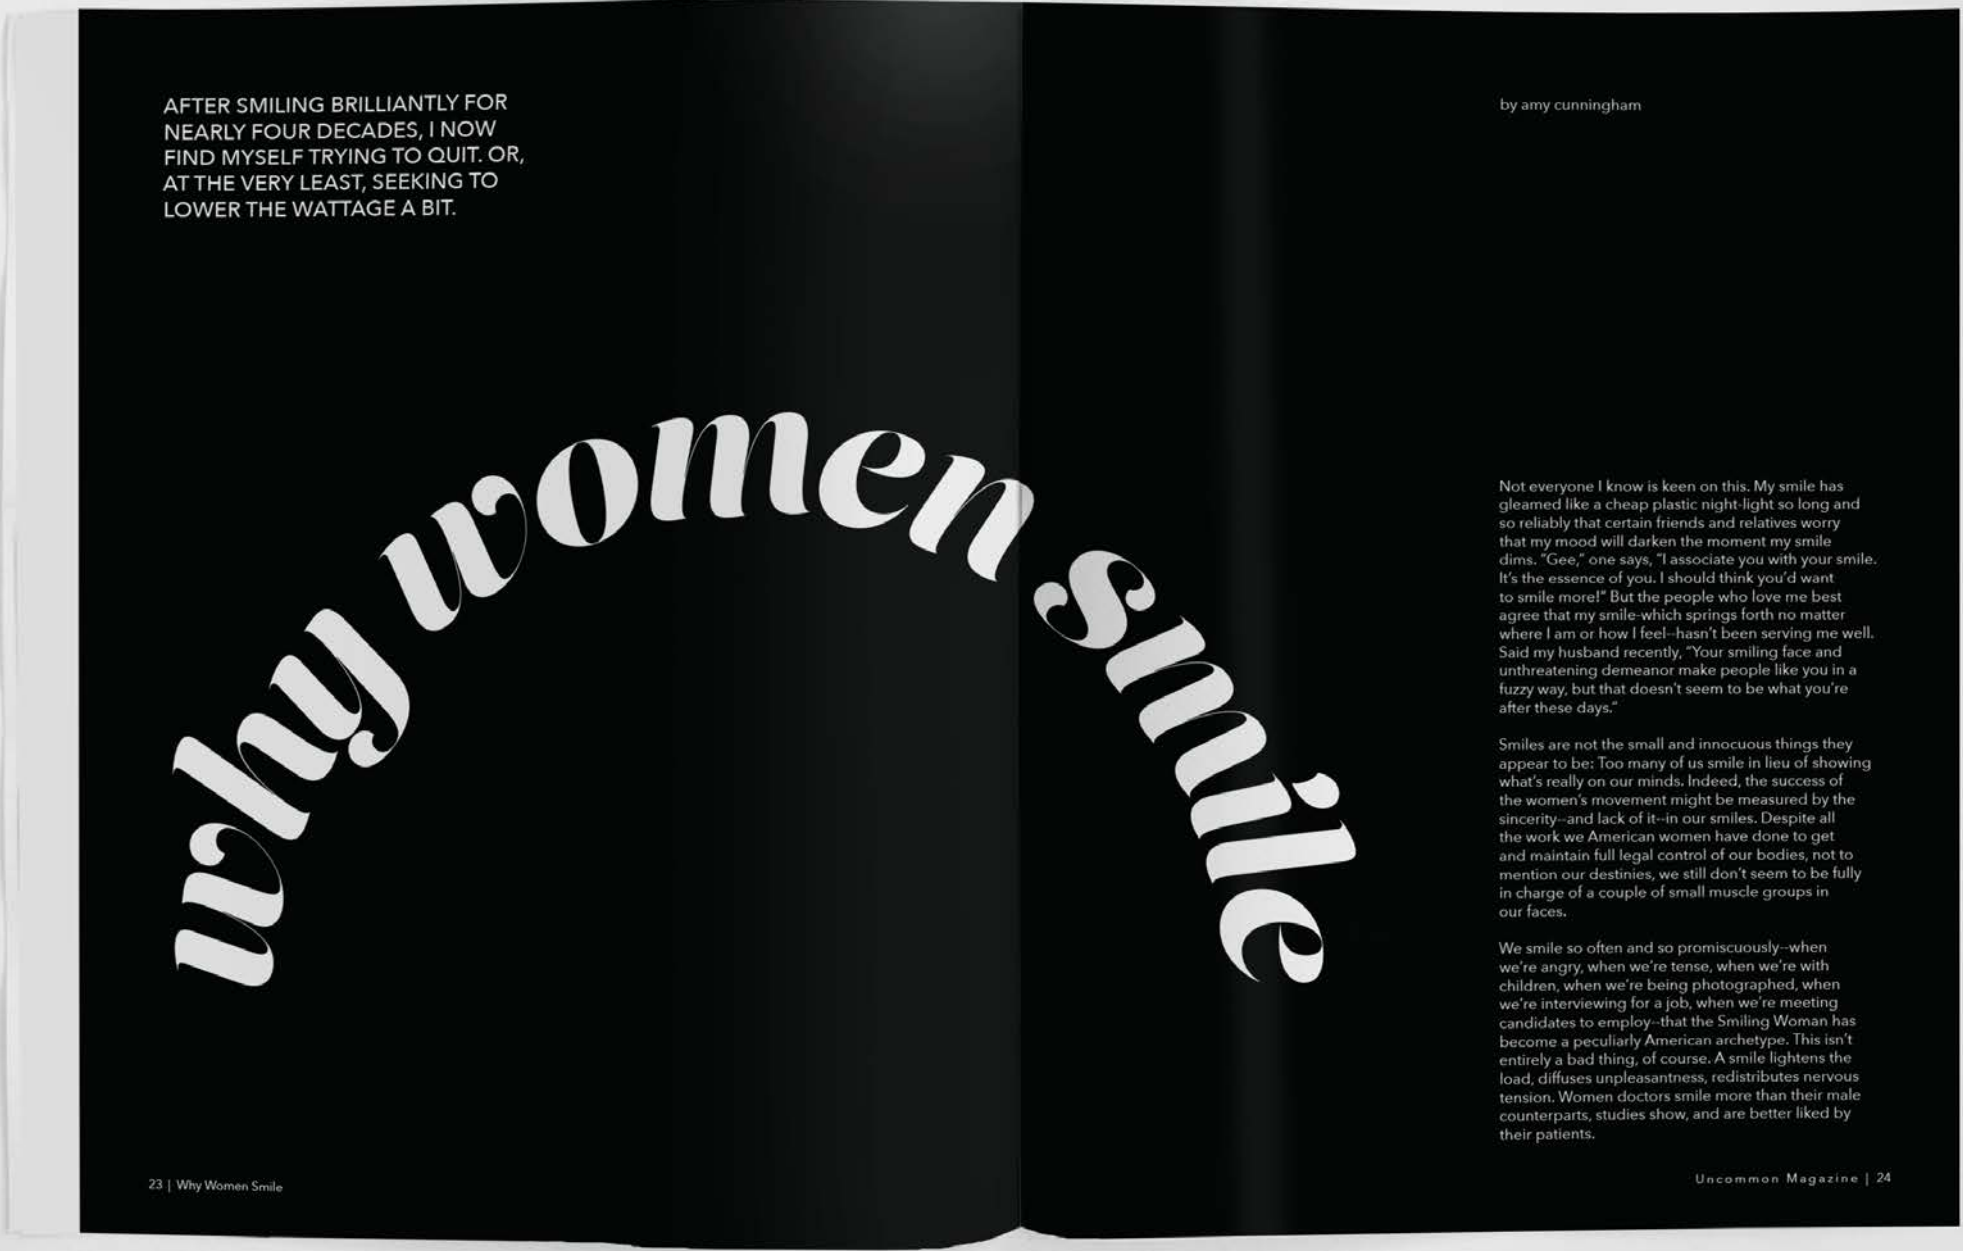 AFTER SMILING BRILLIANTLY FOR
NEARLY FOUR DECADES, I NOW
FIND MYSELF TRYING TO QUIT. OR,
AT THE VERY LEAST, SEEKING TO
LOWER THE WATTAGE A BIT.
why women smile
23 | Why Women Smile
by amy cunningham
Not everyone I know is keen on this. My smile has
gleamed like a cheap plastic night-light so long and
so reliably that certain friends and relatives worry
that my mood will darken the moment my smile
dims. "Gee," one says, "I associate you with your smile.
It's the essence of you. I should think you'd want
to smile more!" But the people who love me best
agree that my smile-which springs forth no matter
where I am or how I feel--hasn't been serving me well.
Said my husband recently, "Your smiling face and
unthreatening demeanor make people like you in a
fuzzy way, but that doesn't seem to be what you're
after these days."
Smiles are not the small and innocuous things they
appear to be: Too many of us smile in lieu of showing
what's really on our minds. Indeed, the success of
the women's movement might be measured by the
sincerity--and lack of it--in our smiles. Despite all
the work we American women have done to get
and maintain full legal control of our bodies, not to
mention our destinies, we still don't seem to be fully
in charge of a couple of small muscle groups in
our faces.
We smile so often and so promiscuously--when
we're angry, when we're tense, when we're with
children, when we're being photographed, when
we're interviewing for a job, when we're meeting
candidates to employ--that the Smiling Woman has
become a peculiarly American archetype. This isn't
entirely a bad thing, of course. A smile lightens the
load, diffuses unpleasantness, redistributes nervous
tension. Women doctors smile more than their male
counterparts, studies show, and are better liked by
their patients.
Uncommon Magazine | 24